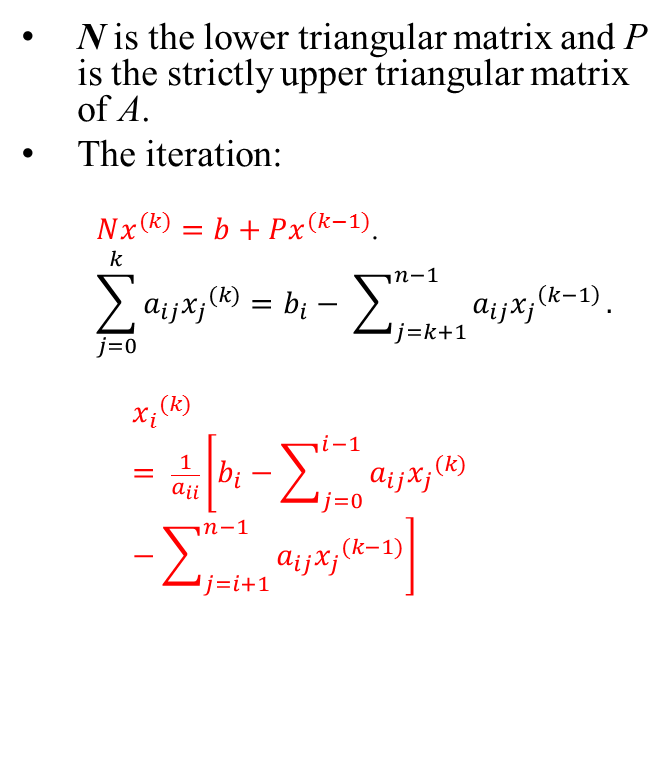 • N is the lower triangular matrix and P
is the strictly upper triangular matrix
of A.
• The iteration:
$Nx^{(k)} = b + Px^{(k-1)}.$
$\sum_{j=0}^{k} a_{ij}x_j^{(k)} = b_i - \sum_{j=k+1}^{n-1} a_{ij}x_j^{(k-1)}.$
$x_i^{(k)}$
$= \frac{1}{a_{ii}}\left[b_i - \sum_{j=0}^{i-1} a_{ij}x_j^{(k)}\right.$
$\left.- \sum_{j=i+1}^{n-1} a_{ij}x_j^{(k-1)}\right]$